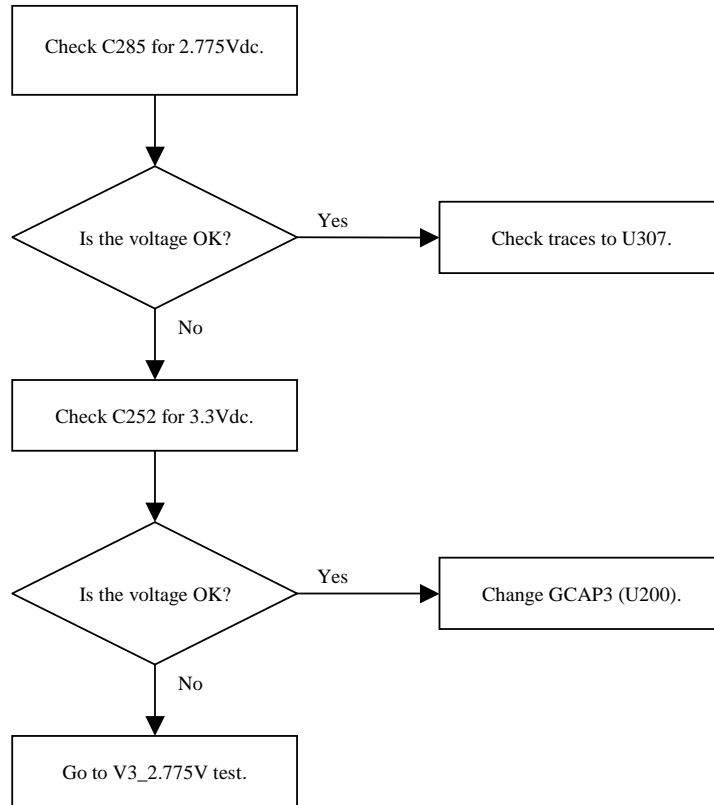 Check C285 for 2.775Vdc.
Is the voltage OK?
Yes
Check traces to U307.
No
Check C252 for 3.3Vdc.
Is the voltage OK?
Yes
Change GCAP3 (U200).
No
Go to V3_2.775V test.